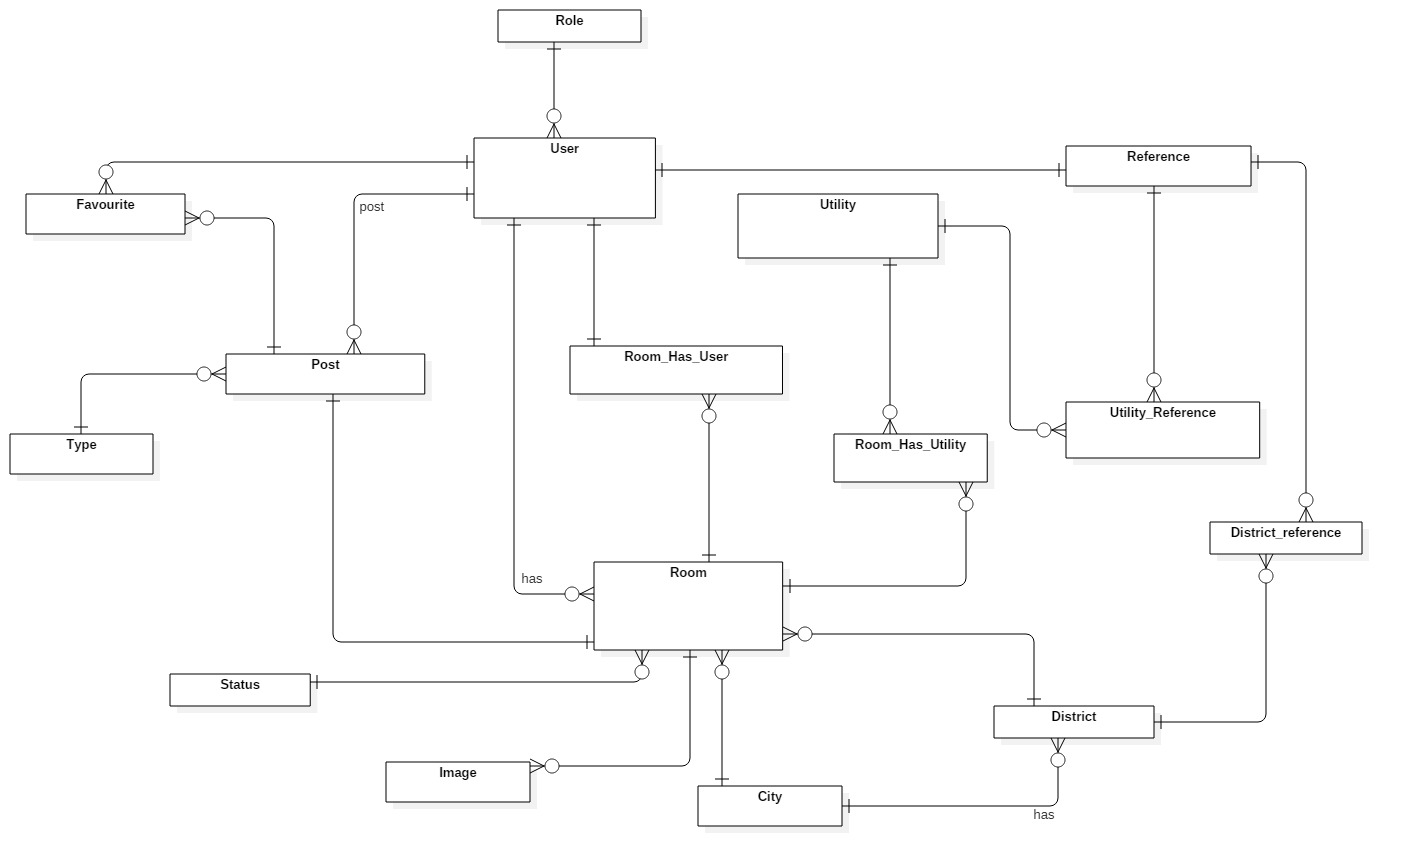 Role
User
Reference
Favourite
post
Utility
Post
Room_Has_User
Utility_Reference
Type
Room_Has_Utility
District_reference
has
Room
Status
District
Image
City
has